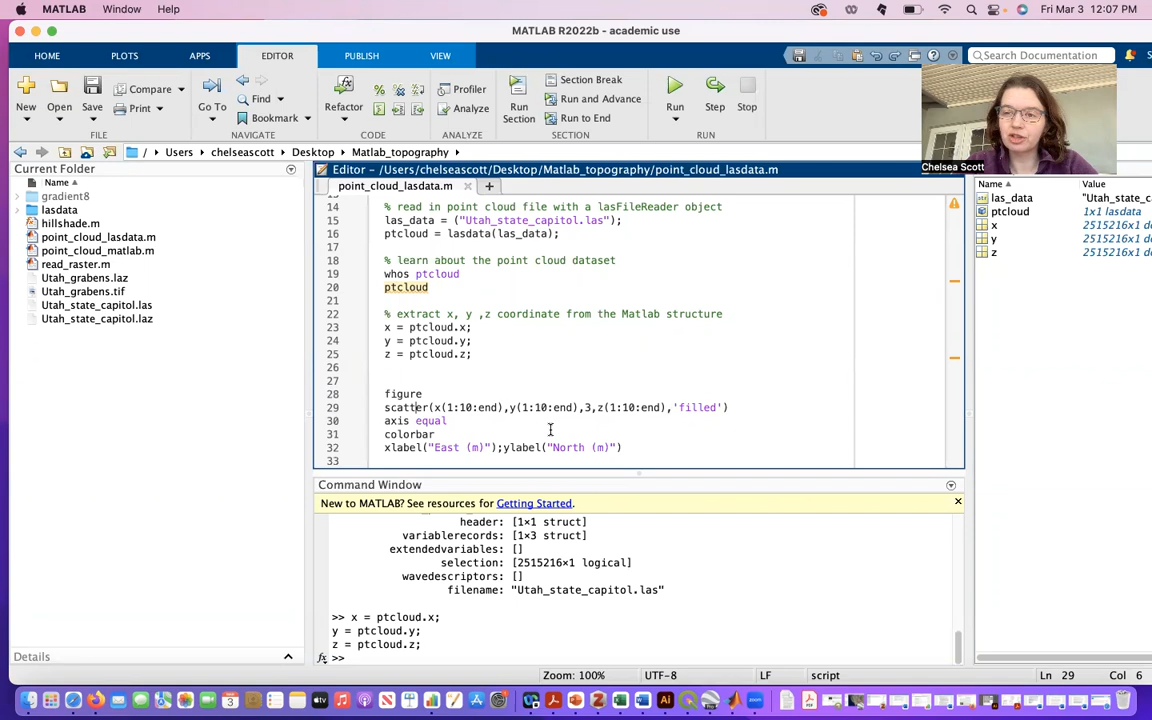 MATLAB Window Help
Fri Mar 3 12:07 PM
MATLAB R2022b - academic use
HOME PLOTS APPS EDITOR PUBLISH VIEW
Search Documentation
New Open Save
Compare
Print
FILE
Go To
Find
Bookmark
NAVIGATE
Refactor
CODE
Profiler
Analyze
ANALYZE
Run Section
Section Break
Run and Advance
Run to End
SECTION
Run Step Stop
RUN
Chelsea Scott
/ Users chelseascott Desktop Matlab_topography
Current Folder
Name
gradient8
lasdata
hillshade.m
point_cloud_lasdata.m
point_cloud_matlab.m
read_raster.m
Utah_grabens.laz
Utah_grabens.tif
Utah_state_capitol.las
Utah_state_capitol.laz
Details
Editor - /Users/chelseascott/Desktop/Matlab_topography/point_cloud_lasdata.m
point_cloud_lasdata.m
14 % read in point cloud file with a lasFileReader object
15 las_data = ("Utah_state_capitol.las");
16 ptcloud = lasdata(las_data);
17
18 % learn about the point cloud dataset
19 whos ptcloud
20 ptcloud
21
22 % extract x, y ,z coordinate from the Matlab structure
23 x = ptcloud.x;
24 y = ptcloud.y;
25 z = ptcloud.z;
26
27
28 figure
29 scatter(x(1:10:end),y(1:10:end),3,z(1:10:end),'filled')
30 axis equal
31 colorbar
32 xlabel("East (m)");ylabel("North (m)")
33
Command Window
New to MATLAB? See resources for Getting Started.
header: [1×1 struct]
variablerecords: [1×3 struct]
extendedvariables: []
selection: [2515216×1 logical]
wavedescriptors: []
filename: "Utah_state_capitol.las"
>> x = ptcloud.x;
y = ptcloud.y;
z = ptcloud.z;
fx >>
Name Value
las_data "Utah_state_c
ptcloud 1x1 lasdata
x 2515216x1 do
y 2515216x1 do
z 2515216x1 do
Zoom: 100% UTF-8 LF script Ln 29 Col 6